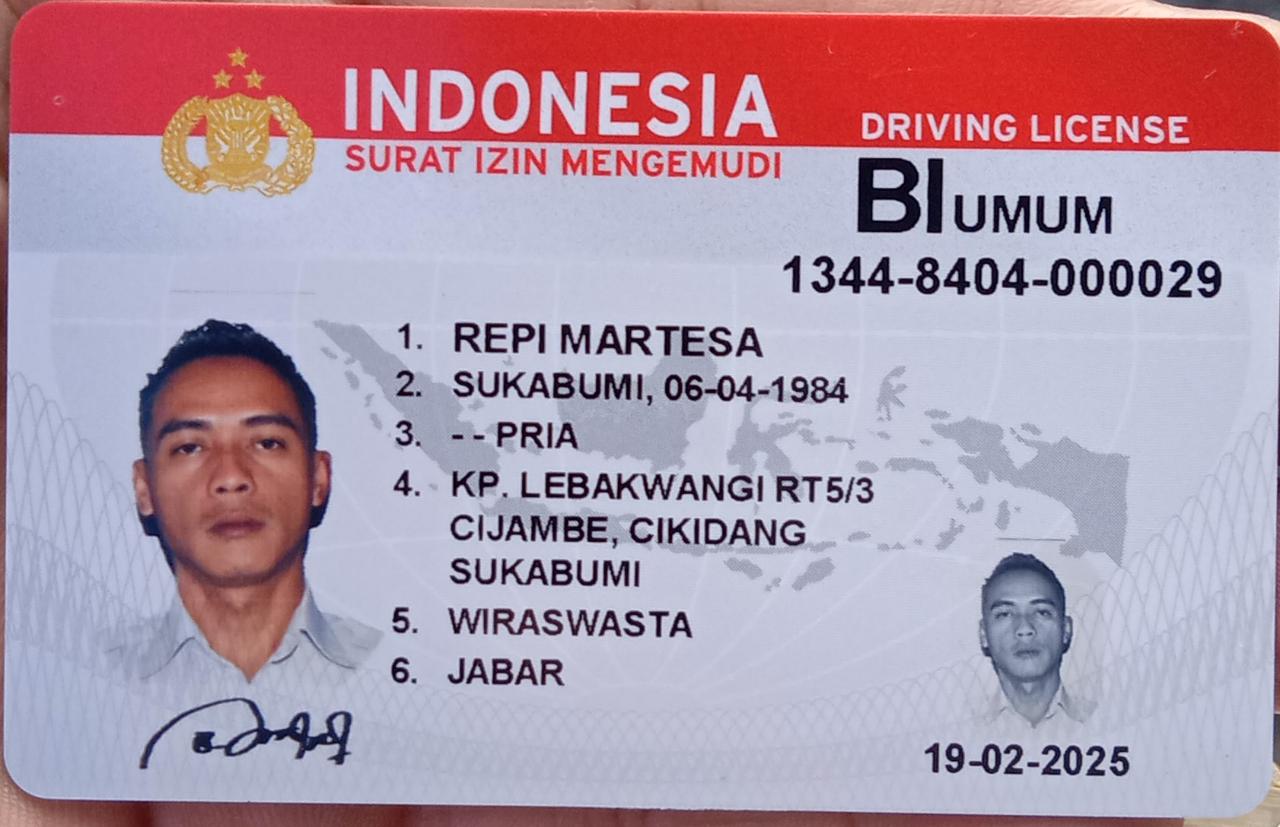 INDONESIA
SURAT IZIN MENGEMUDI
DRIVING LICENSE
BI UMUM
1344-8404-000029
1. REPI MARTESA
2. SUKABUMI, 06-04-1984
3. - - PRIA
4. KP. LEBAKWANGI RT5/3
CIJAMBE, CIKIDANG
SUKABUMI
5. WIRASWASTA
6. JABAR
19-02-2025